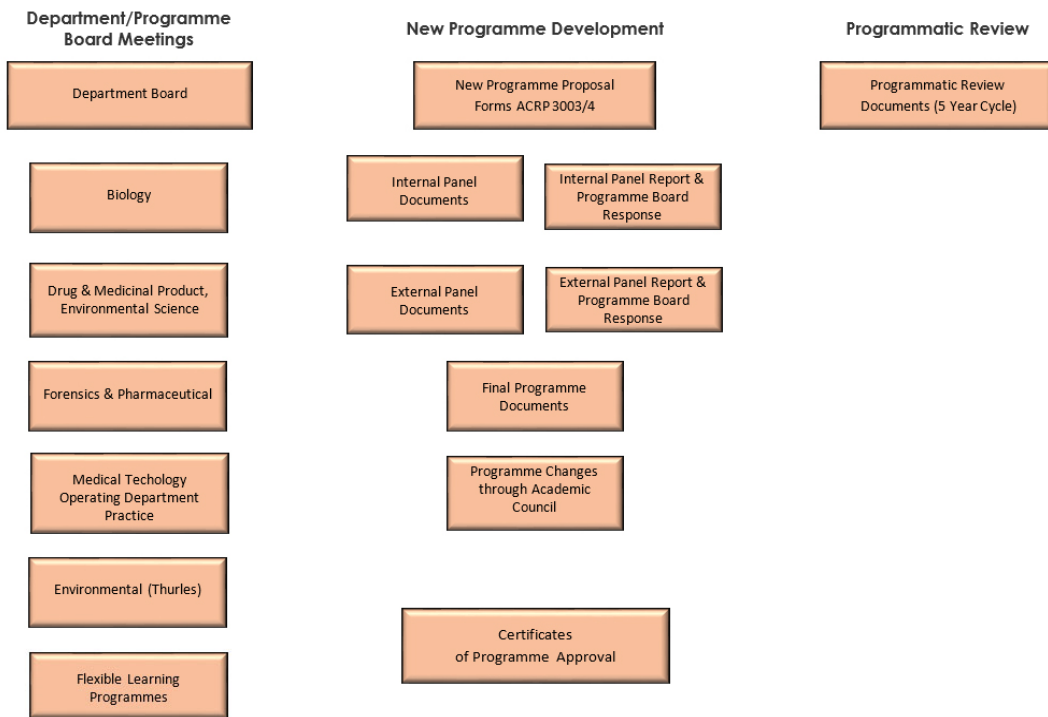 Department/Programme
Board Meetings
Department Board
Biology
Drug & Medicinal Product,
Environmental Science
Forensics & Pharmaceutical
Medical Techology
Operating Department
Practice
Environmental (Thurles)
Flexible Learning
Programmes
New Programme Development
New Programme Proposal
Forms ACRP 3003/4
Internal Panel
Documents
Internal Panel Report &
Programme Board
Response
External Panel
Documents
External Panel Report &
Programme Board
Response
Final Programme
Documents
Programme Changes
through Academic
Council
Certificates
of Programme Approval
Programmatic Review
Programmatic Review
Documents (5 Year Cycle)